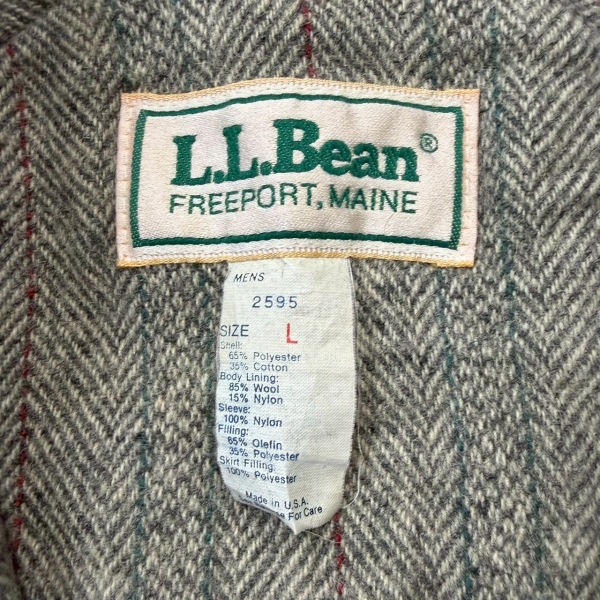 L.L.Bean®
FREEPORT, MAINE
MENS
2595
SIZE L
Shell:
65% Polyester
35% Cotton
Body Lining:
85% Wool
15% Nylon
Sleeve:
100% Nylon
Filling:
65% Olefin
35% Polyester
Skirt Filling:
100% Polyester
Made in U.S.A.
For Care